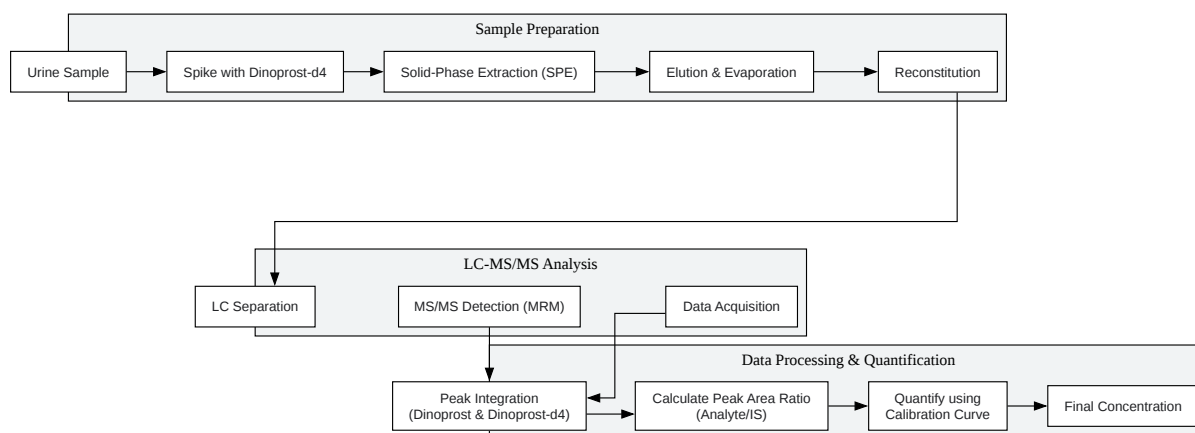 Sample Preparation
Urine Sample
Spike with Dinoprost-d4
Solid-Phase Extraction (SPE)
Elution & Evaporation
Reconstitution
LC-MS/MS Analysis
LC Separation
MS/MS Detection (MRM)
Data Acquisition
Data Processing & Quantification
Peak Integration
(Dinoprost & Dinoprost-d4)
Calculate Peak Area Ratio
(Analyte/IS)
Quantify using
Calibration Curve
Final Concentration